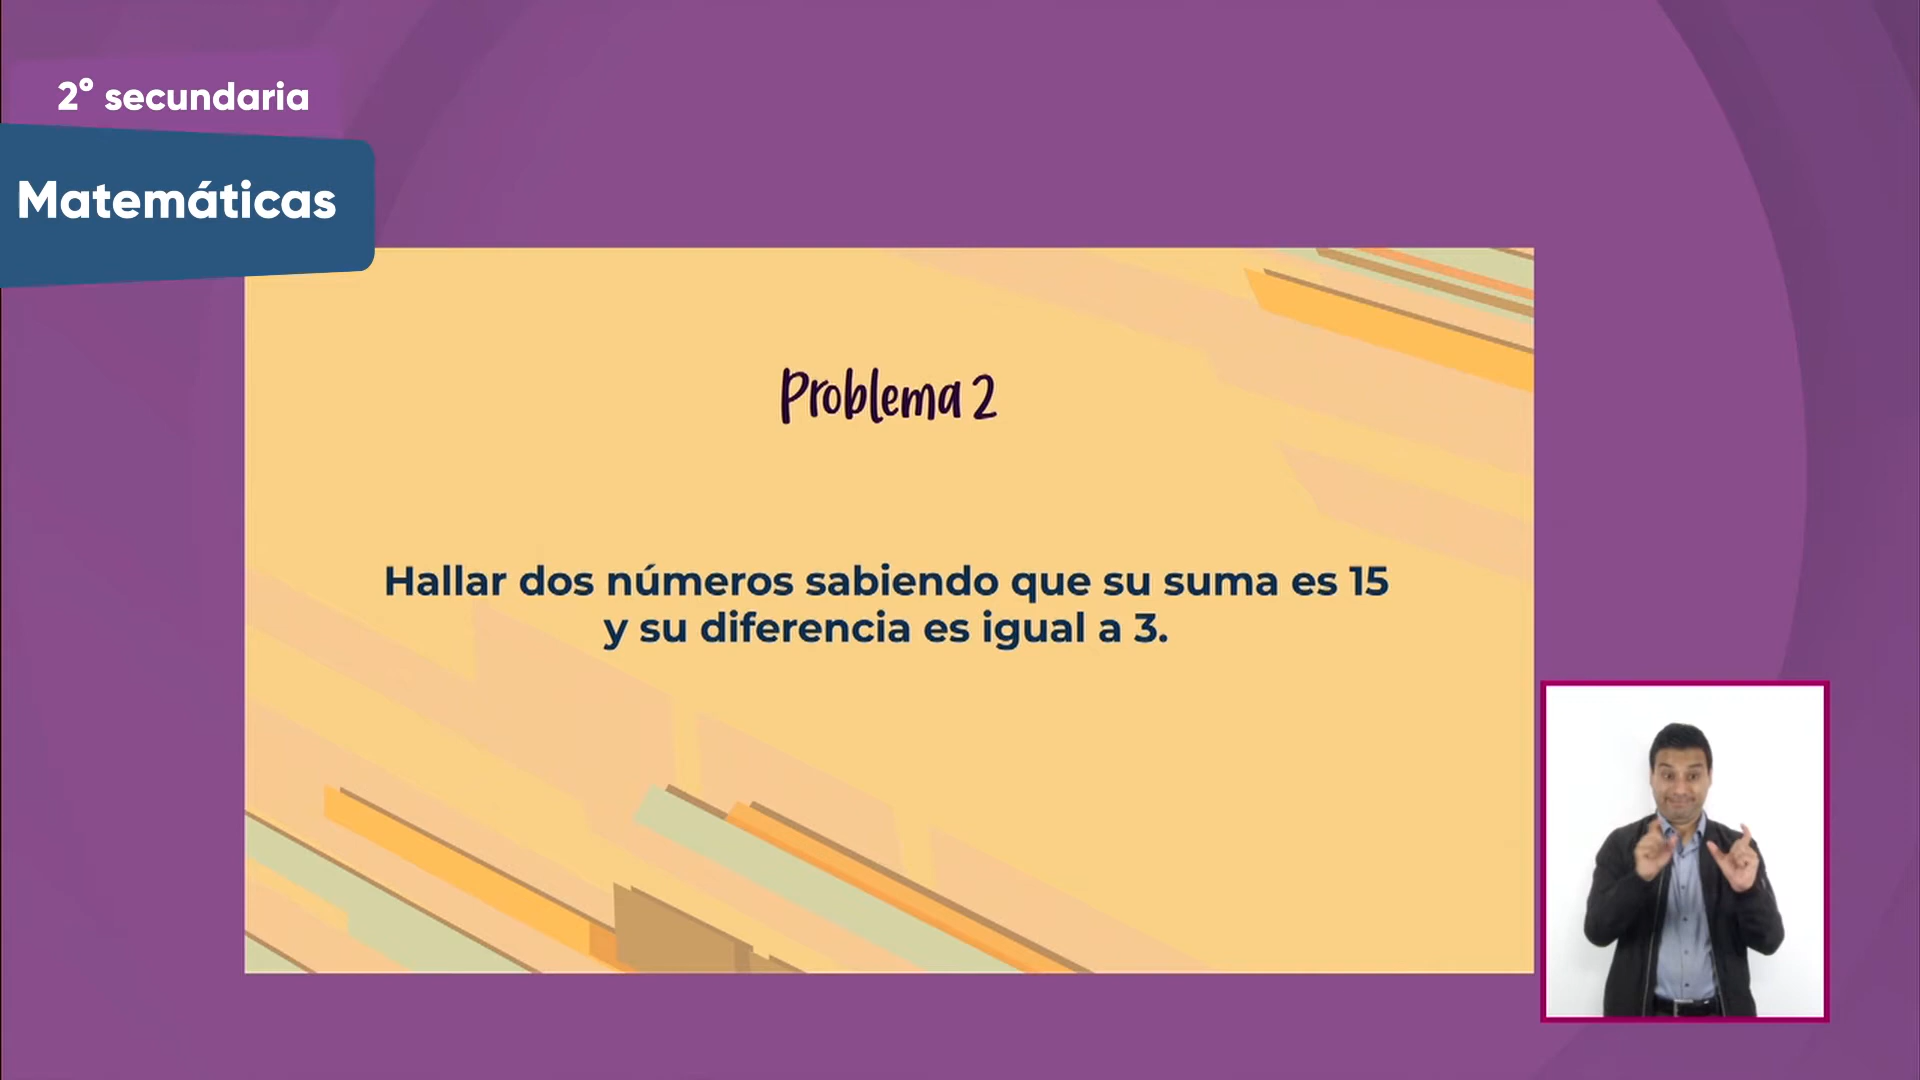 2° secundaria
Matemáticas
Problema 2
Hallar dos números sabiendo que su suma es 15
y su diferencia es igual a 3.